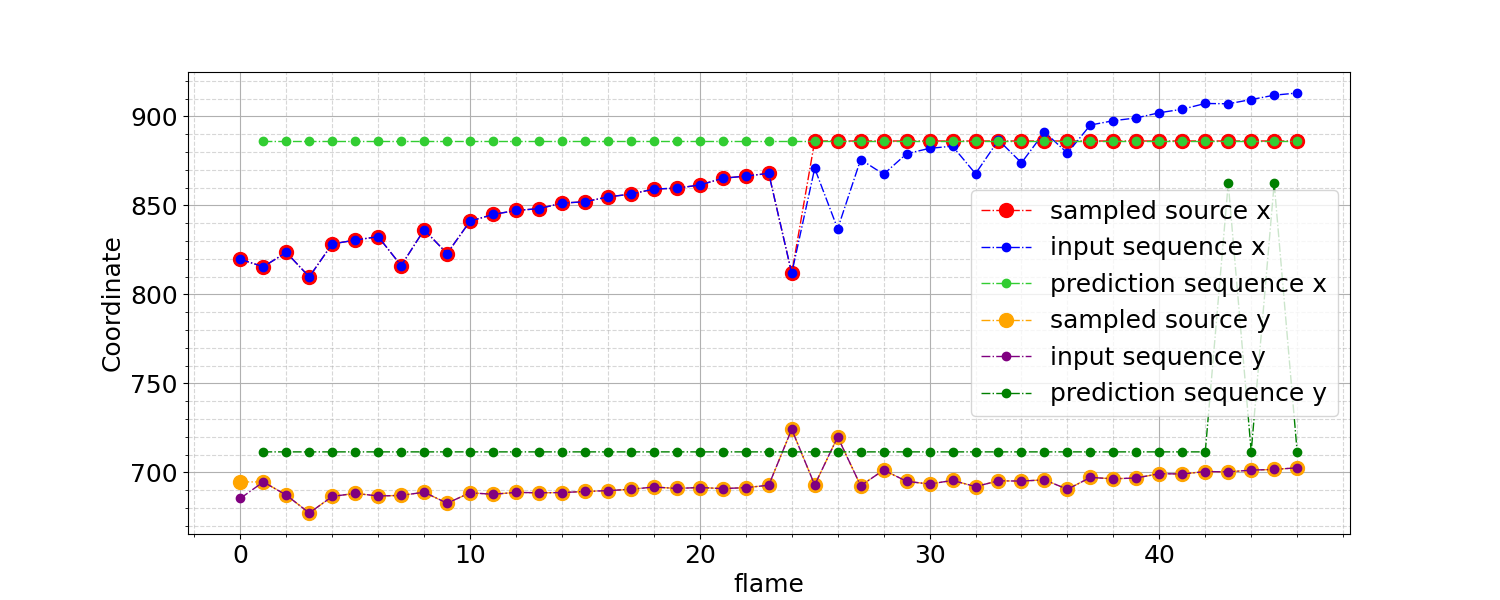 900
850
800
750
700
Coordinate
0 10 20 30 40
flame
sampled source x
input sequence x
prediction sequence x
sampled source y
input sequence y
prediction sequence y